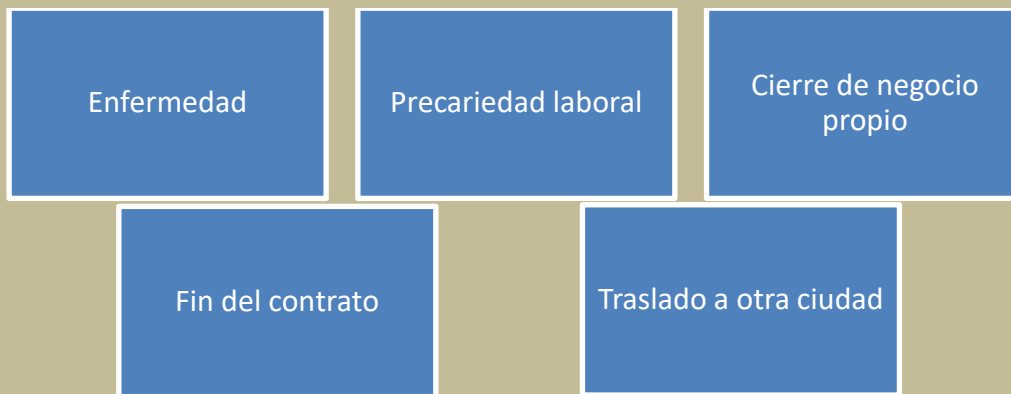 Enfermedad
Precariedad laboral
Cierre de negocio
propio
Fin del contrato
Traslado a otra ciudad